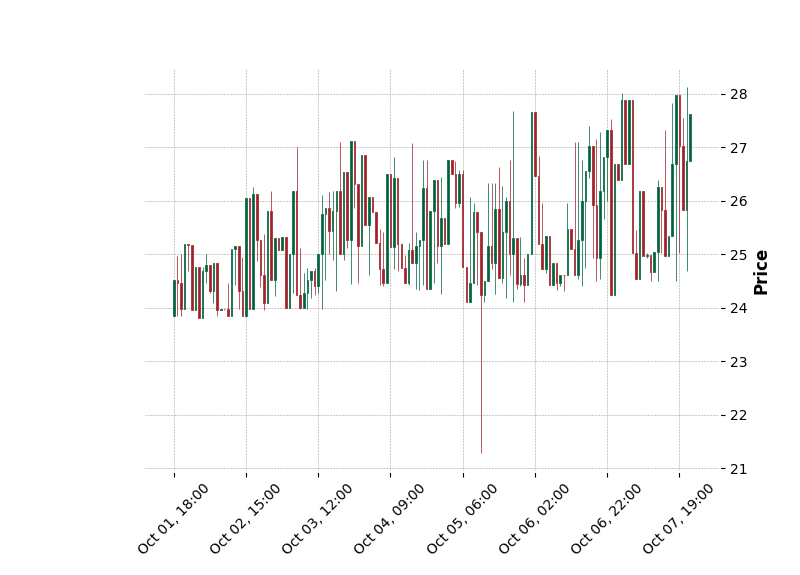 28
27
26
25
24
23
22
21
Price
Oct 01, 18:00
Oct 02, 15:00
Oct 03, 12:00
Oct 04, 09:00
Oct 05, 06:00
Oct 06, 02:00
Oct 06, 22:00
Oct 07, 19:00